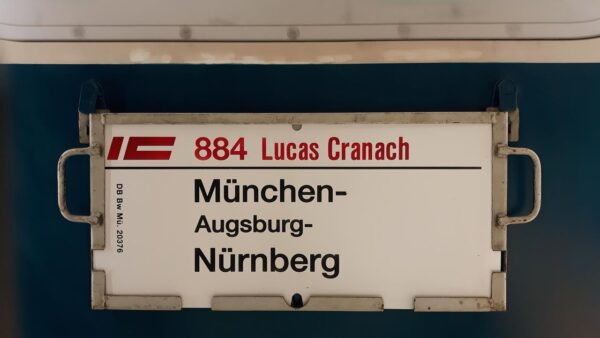 IC 884 Lucas Cranach
München-
Augsburg-
Nürnberg
DB Bw Mü. 20376